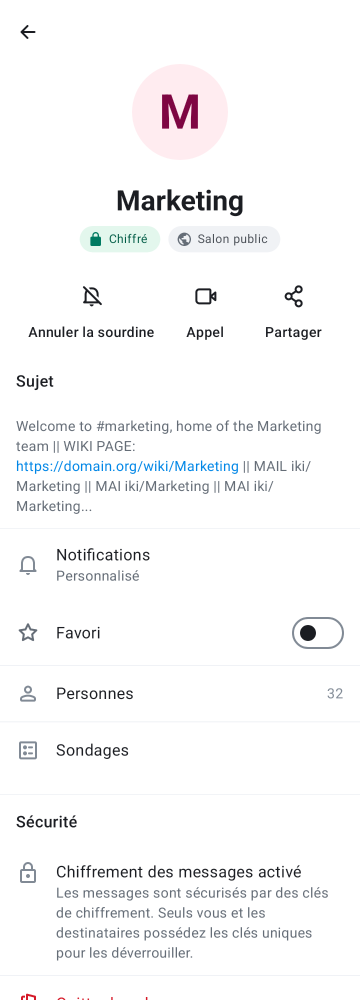 M
Marketing
Chiffré
Salon public
Annuler la sourdine
Appel
Partager
Sujet
Welcome to #marketing, home of the Marketing
team || WIKI PAGE:
https://domain.org/wiki/Marketing || MAIL iki/
Marketing || MAI iki/Marketing || MAI iki/
Marketing...
Notifications
Personnalisé
Favori
Personnes 32
Sondages
Sécurité
Chiffrement des messages activé
Les messages sont sécurisés par des clés
de chiffrement. Seuls vous et les
destinataires possédez les clés uniques
pour les déverrouiller.